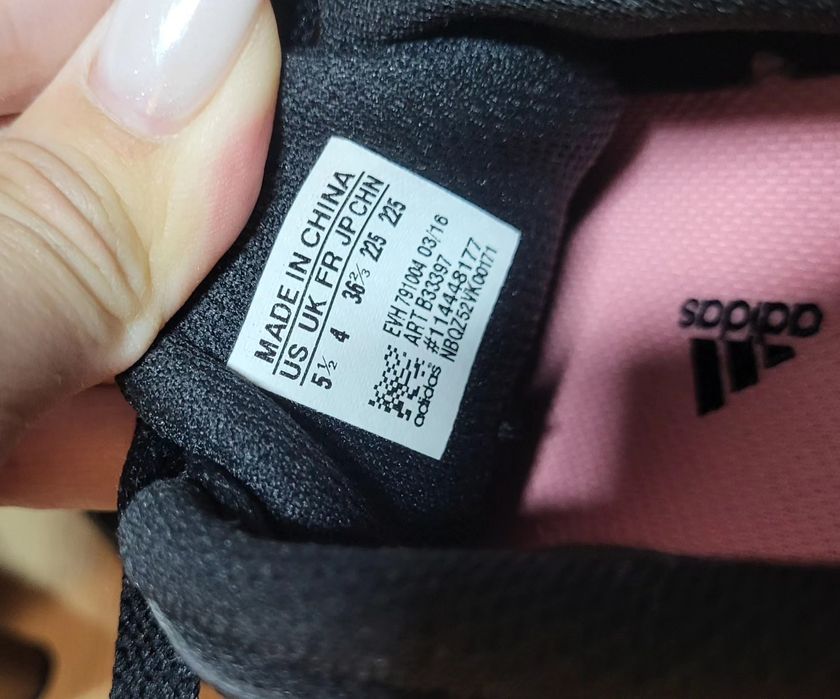 MADE IN CHINA
US UK FR JP CHN
5½ 4 36⅔ 225 225
EVH 791004 03/16
ART B33397
#114448177
NBQZ52VK00171
adidas
adidas